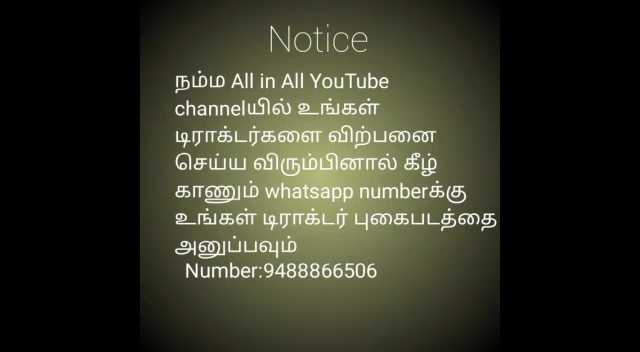 Notice
நம்ம All in All YouTube
channelயில் உங்கள்
டிராக்டர்களை விற்பனை
செய்ய விரும்பினால் கீழ்
காணும் whatsapp numberக்கு
உங்கள் டிராக்டர் புகைபடத்தை
அனுப்பவும்
Number:9488866506